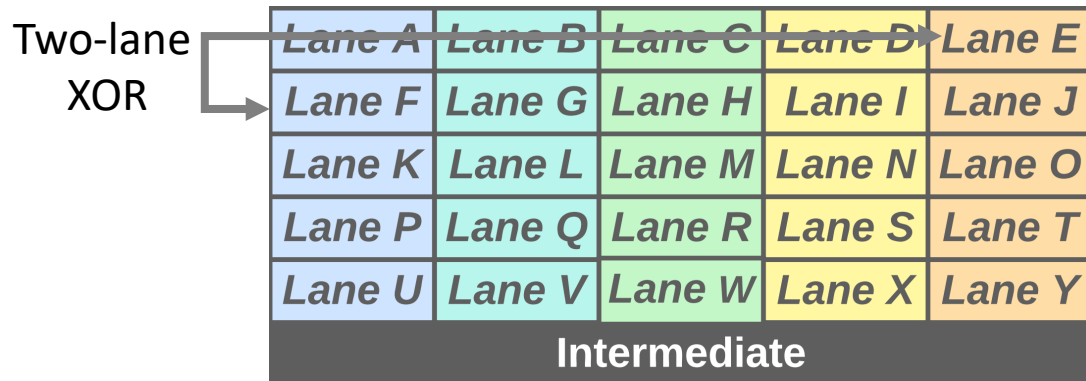 Two-lane
XOR
Lane A Lane B Lane C Lane D Lane E
Lane F Lane G Lane H Lane I Lane J
Lane K Lane L Lane M Lane N Lane O
Lane P Lane Q Lane R Lane S Lane T
Lane U Lane V Lane W Lane X Lane Y
Intermediate